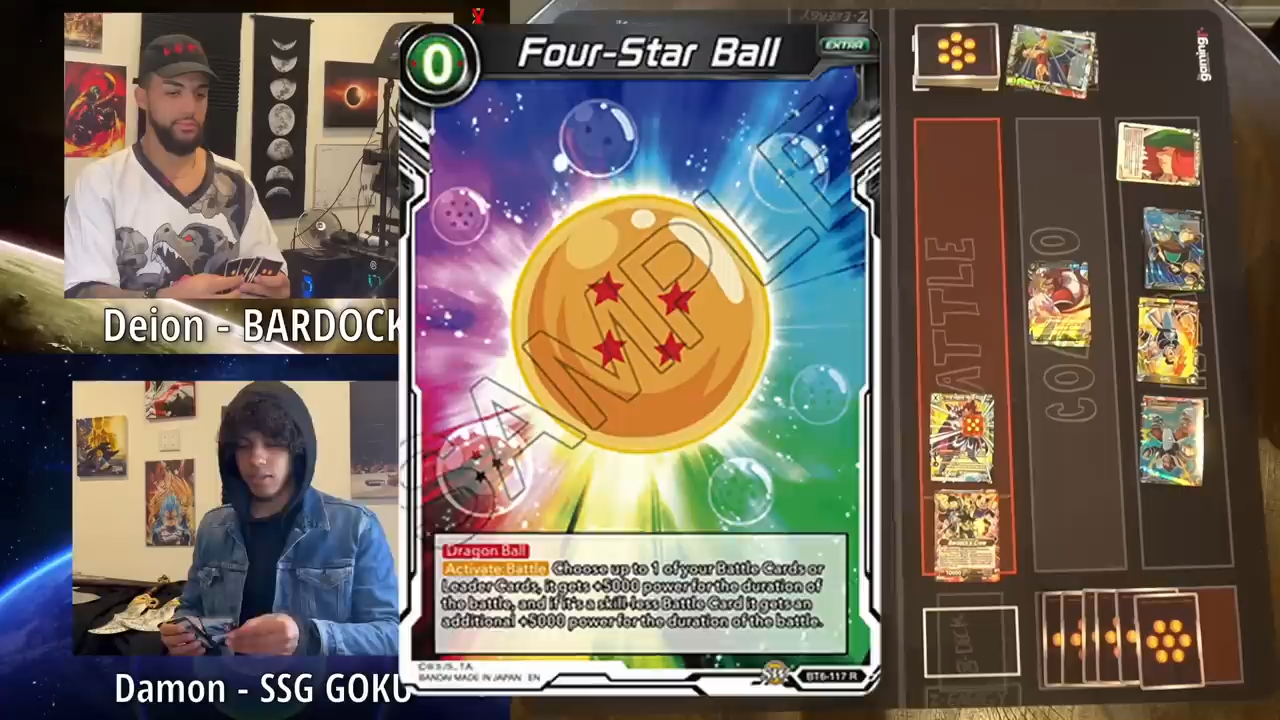 0
Four-Star Ball
EXTRA
Z-ENERGY
gaming
SAMPLE
BATTLE
CO
Deion - BARDOCK
Damon - SSG GOKU
Dragon Ball
Activate: Battle Choose up to 1 of your Battle Cards or
Leader Cards, it gets +5000 power for the duration of
the battle, and if it's a skill-less Battle Card it gets an
additional +5000 power for the duration of the battle.
©B.S./S.,T.A.
BANDAI MADE IN JAPAN EN
BT6-117 R